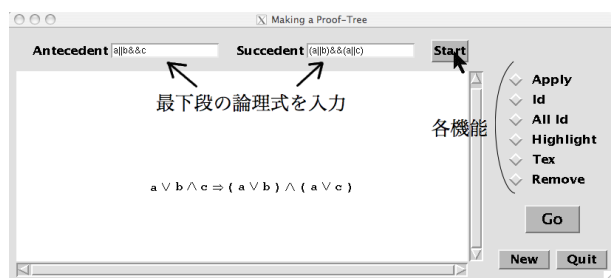 Making a Proof-Tree
Antecedent a||b&&c Succedent (a||b)&&(a||c) Start
最下段の論理式を入力
各機能
Apply
Id
All Id
Highlight
Tex
Remove
a ∨ b ∧ c ⇒ ( a ∨ b ) ∧ ( a ∨ c )
Go
New Quit